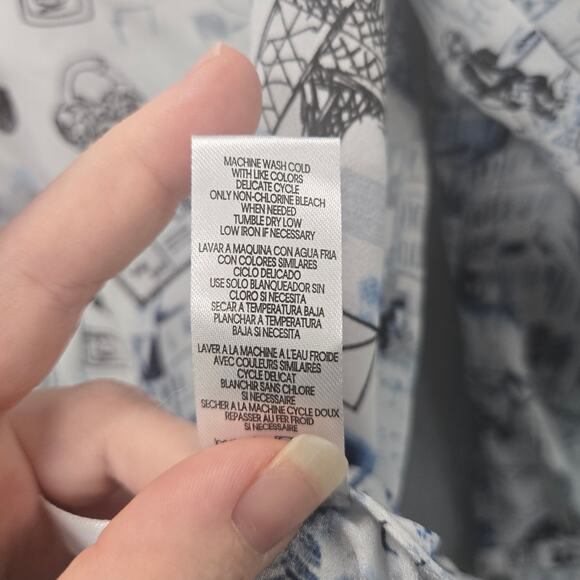 MACHINE WASH COLD
WITH LIKE COLORS
DELICATE CYCLE
ONLY NON-CHLORINE BLEACH
WHEN NEEDED
TUMBLE DRY LOW
LOW IRON IF NECESSARY
LAVAR A MAQUINA CON AGUA FRIA
CON COLORES SIMILARES
CICLO DELICADO
USE SOLO BLANQUEADOR SIN
CLORO SI NECESITA
SECAR A TEMPERATURA BAJA
PLANCHAR A TEMPERATURA
BAJA SI NECESITA
LAVER A LA MACHINE A L'EAU FROIDE
AVEC COULEURS SIMILAIRES
CYCLE DELICAT
BLANCHIR SANS CHLORE
SI NECESSAIRE
SECHER A LA MACHINE CYCLE DOUX
REPASSER AU FER FROID
SI NECESSAIRE